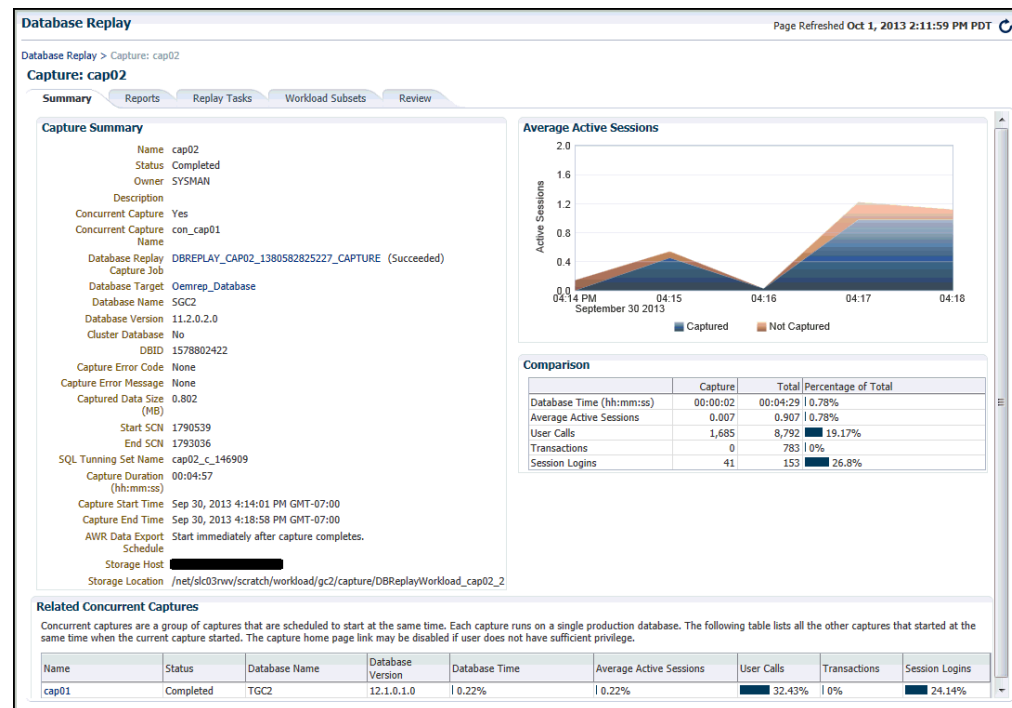 Database Replay
Page Refreshed Oct 1, 2013 2:11:59 PM PDT
Database Replay > Capture: cap02
Capture: cap02
Summary Reports Replay Tasks Workload Subsets Review
Capture Summary
Name cap02
Status Completed
Owner SYSMAN
Description
Concurrent Capture Yes
Concurrent Capture Name con_cap01
Database Replay Capture Job DBREPLAY_CAP02_1380582825227_CAPTURE (Succeeded)
Database Target Oemrep_Database
Database Name SGC2
Database Version 11.2.0.2.0
Cluster Database No
DBID 1578802422
Capture Error Code None
Capture Error Message None
Captured Data Size (MB) 0.802
Start SCN 1790539
End SCN 1793036
SQL Tunning Set Name cap02_c_146909
Capture Duration (hh:mm:ss) 00:04:57
Capture Start Time Sep 30, 2013 4:14:01 PM GMT-07:00
Capture End Time Sep 30, 2013 4:18:58 PM GMT-07:00
AWR Data Export Schedule Start immediately after capture completes.
Storage Host
Storage Location /net/slc03rwv/scratch/workload/gc2/capture/DBReplayWorkload_cap02_2
Average Active Sessions
Active Sessions
2.0
1.6
1.2
0.8
0.4
0.0
04:14 PM 04:15 04:16 04:17 04:18
September 30 2013
Captured Not Captured
Comparison
Capture Total Percentage of Total
Database Time (hh:mm:ss) 00:00:02 00:04:29 0.78%
Average Active Sessions 0.007 0.907 0.78%
User Calls 1,685 8,792 19.17%
Transactions 0 783 0%
Session Logins 41 153 26.8%
Related Concurrent Captures
Concurrent captures are a group of captures that are scheduled to start at the same time. Each capture runs on a single production database. The following table lists all the other captures that started at the
same time when the current capture started. The capture home page link may be disabled if user does not have sufficient privilege.
Name Status Database Name Database Version Database Time Average Active Sessions User Calls Transactions Session Logins
cap01 Completed TGC2 12.1.0.1.0 0.22% 0.22% 32.43% 0% 24.14%